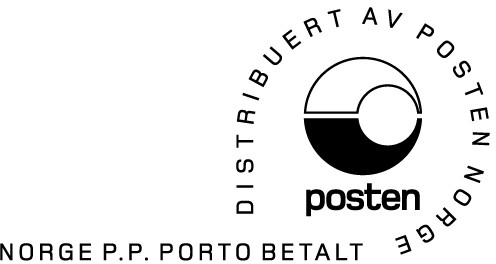 DISTRIBUERT AV POSTEN NORGE
posten
NORGE P.P. PORTO BETALT